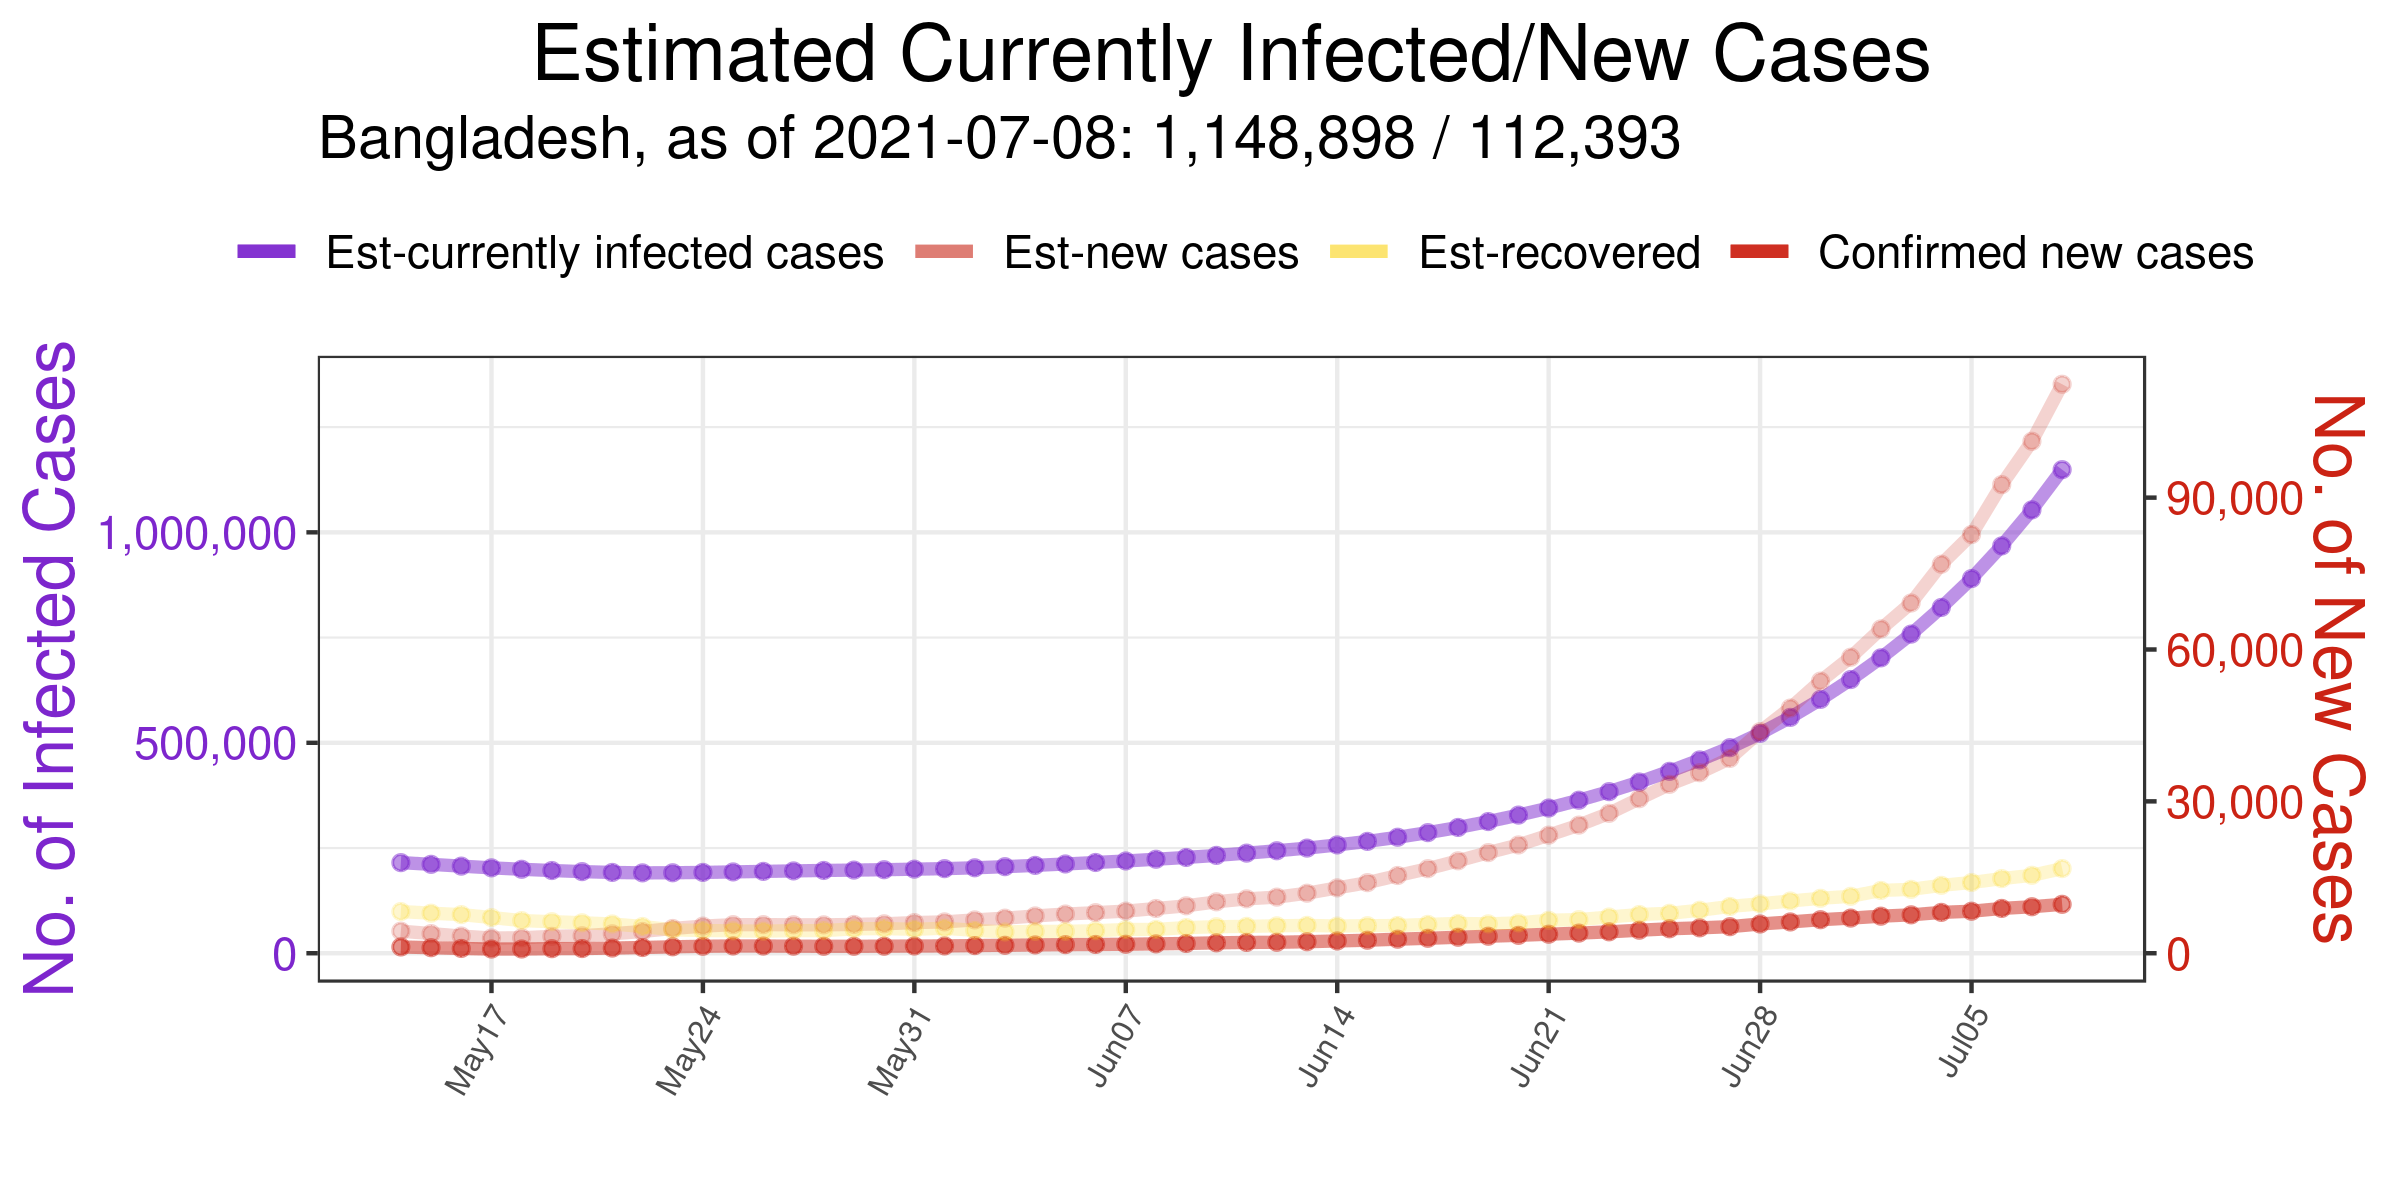 Estimated Currently Infected/New Cases
Bangladesh, as of 2021-07-08: 1,148,898 / 112,393
Est-currently infected cases Est-new cases Est-recovered Confirmed new cases
No. of Infected Cases
1,000,000
500,000
0
90,000
60,000
30,000
0
No. of New Cases
May17 May24 May31 Jun07 Jun14 Jun21 Jun28 Jul05